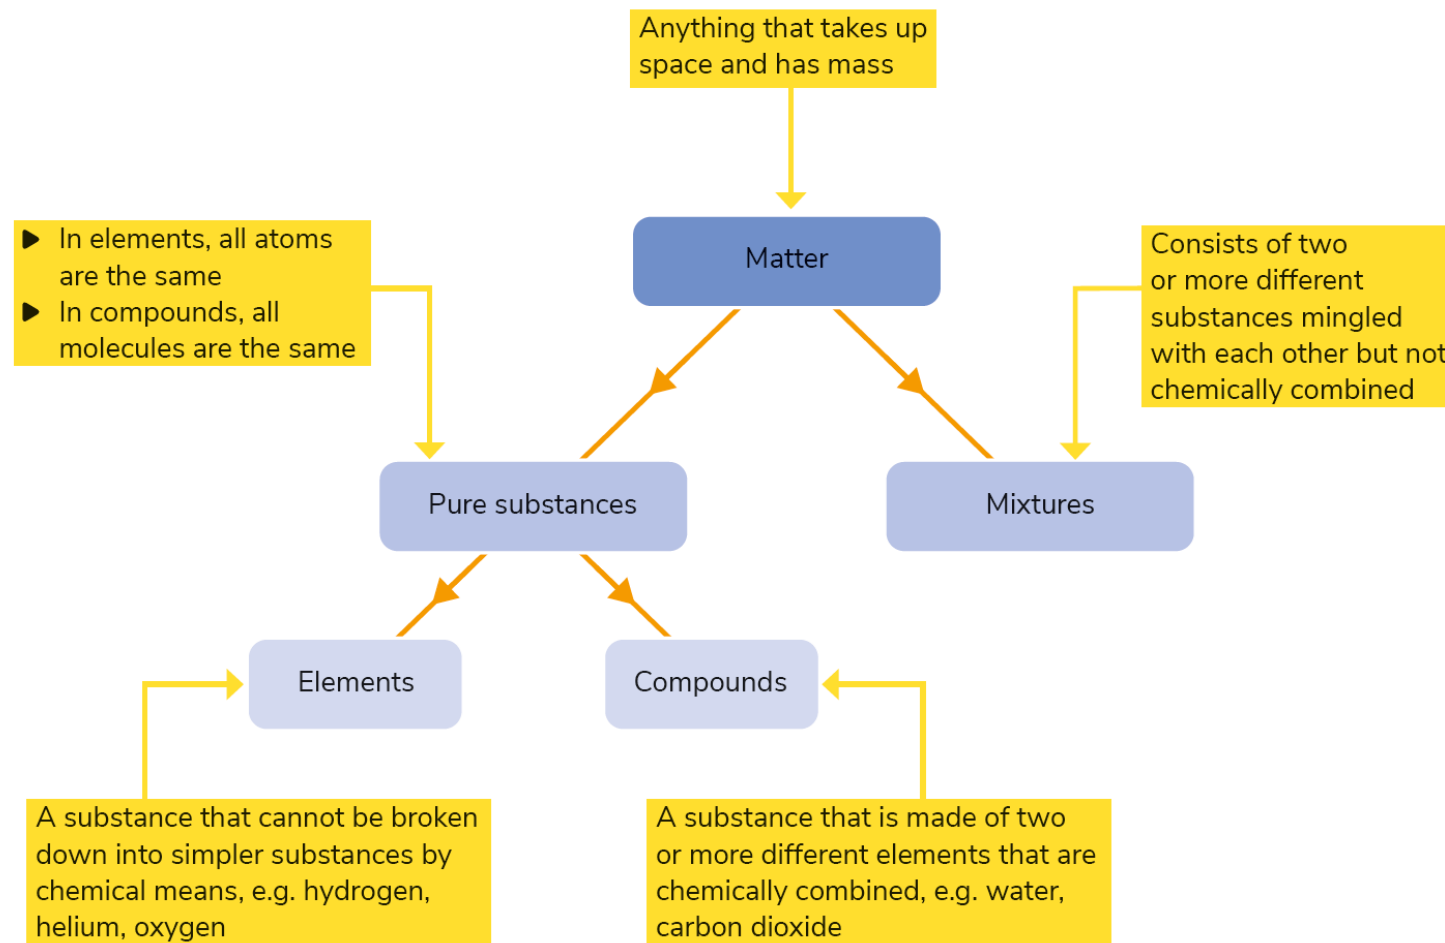 Anything that takes up
space and has mass
▶ In elements, all atoms
are the same
▶ In compounds, all
molecules are the same
Matter
Consists of two
or more different
substances mingled
with each other but not
chemically combined
Pure substances
Mixtures
Elements
Compounds
A substance that cannot be broken
down into simpler substances by
chemical means, e.g. hydrogen,
helium, oxygen
A substance that is made of two
or more different elements that are
chemically combined, e.g. water,
carbon dioxide